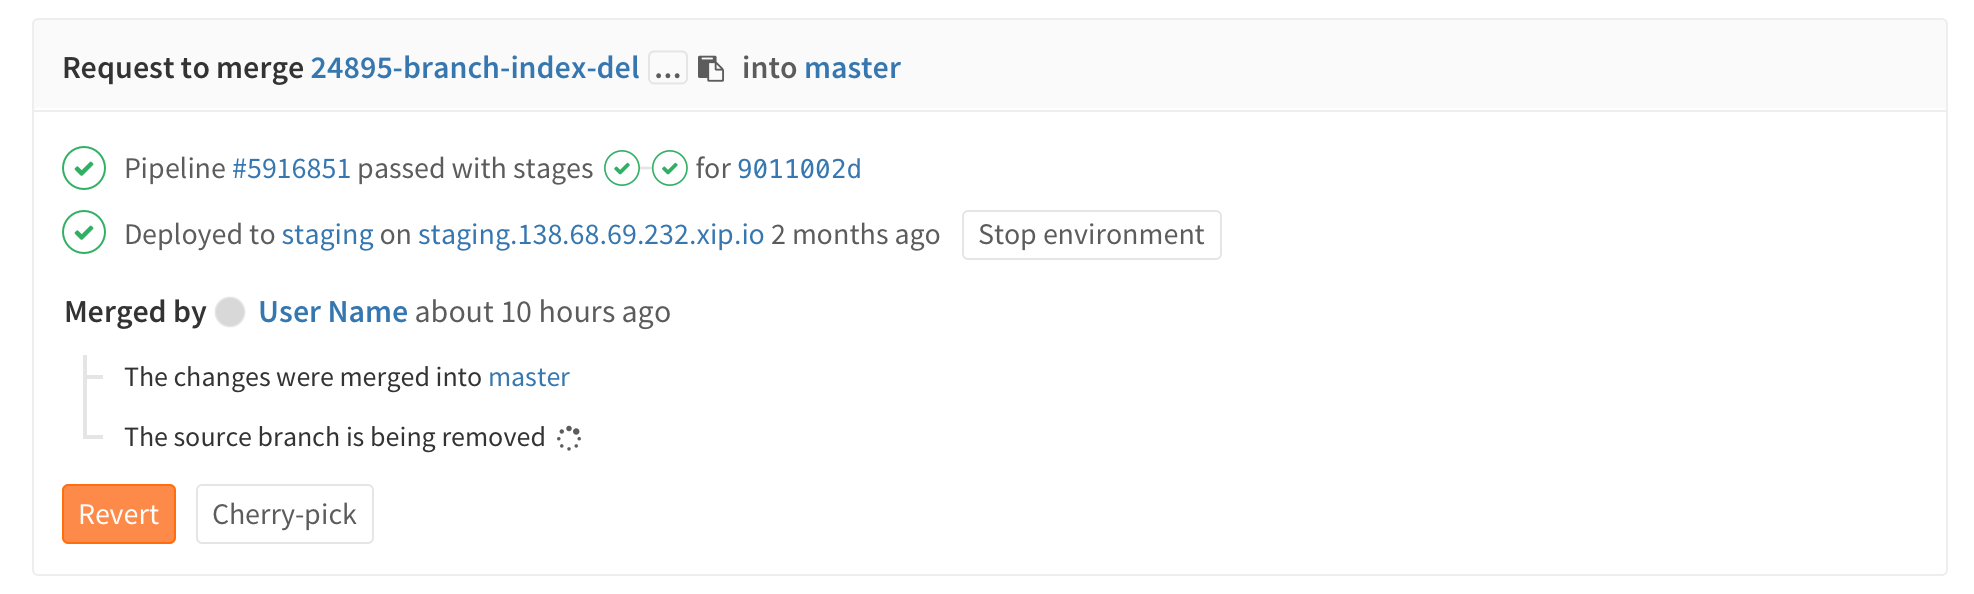 Request to merge 24895-branch-index-del ... into master
Pipeline #5916851 passed with stages for 9011002d
Deployed to staging on staging.138.68.69.232.xip.io 2 months ago Stop environment
Merged by User Name about 10 hours ago
The changes were merged into master
The source branch is being removed
Revert Cherry-pick